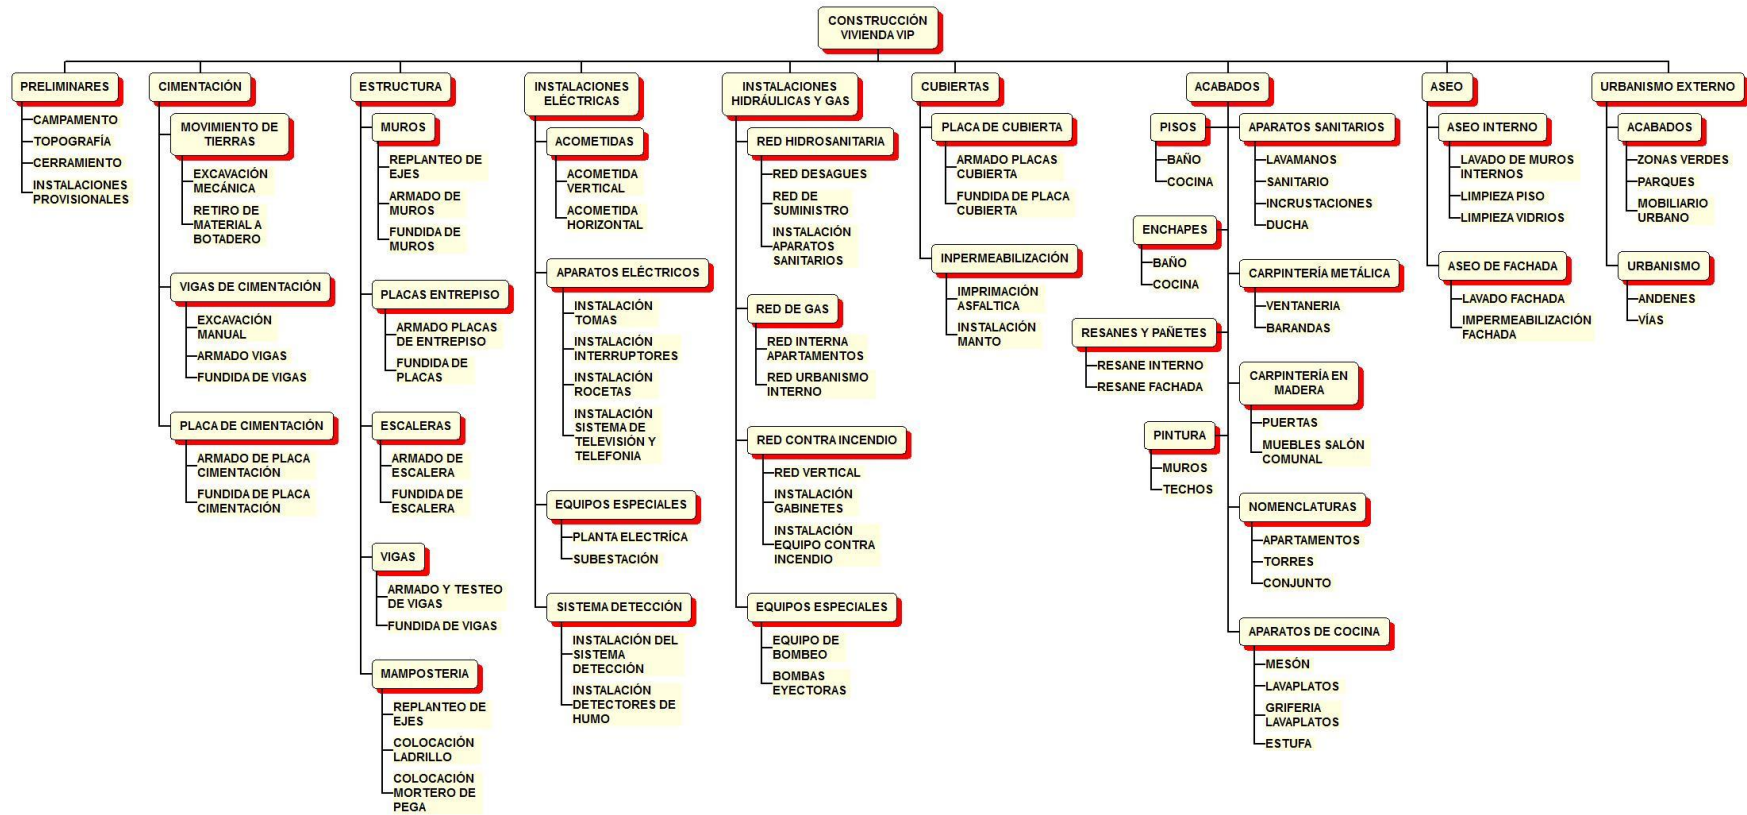 CONSTRUCCIÓN
VIVIENDA VIP
PRELIMINARES
CAMPAMENTO
TOPOGRAFÍA
CERRAMIENTO
INSTALACIONES
PROVISIONALES
CIMENTACIÓN
MOVIMIENTO DE
TIERRAS
EXCAVACIÓN
MECÁNICA
RETIRO DE
MATERIAL A
BOTADERO
VIGAS DE CIMENTACIÓN
EXCAVACIÓN
MANUAL
ARMADO VIGAS
FUNDIDA DE VIGAS
PLACA DE CIMENTACIÓN
ARMADO DE PLACA
CIMENTACIÓN
FUNDIDA DE PLACA
CIMENTACIÓN
ESTRUCTURA
MUROS
REPLANTEO DE
EJES
ARMADO DE
MUROS
FUNDIDA DE
MUROS
PLACAS ENTREPISO
ARMADO PLACAS
DE ENTREPISO
FUNDIDA DE
PLACAS
ESCALERAS
ARMADO DE
ESCALERA
FUNDIDA DE
ESCALERA
VIGAS
ARMADO Y TESTEO
DE VIGAS
FUNDIDA DE VIGAS
MAMPOSTERIA
REPLANTEO DE
EJES
COLOCACIÓN
LADRILLO
COLOCACIÓN
MORTERO DE
PEGA
INSTALACIONES
ELÉCTRICAS
ACOMETIDAS
ACOMETIDA
VERTICAL
ACOMETIDA
HORIZONTAL
APARATOS ELÉCTRICOS
INSTALACIÓN
TOMAS
INSTALACIÓN
INTERRUPTORES
INSTALACIÓN
ROCETAS
INSTALACIÓN
SISTEMA DE
TELEVISIÓN Y
TELEFONIA
EQUIPOS ESPECIALES
PLANTA ELECTRÍCA
SUBESTACIÓN
SISTEMA DETECCIÓN
INSTALACIÓN DEL
SISTEMA
DETECCIÓN
INSTALACIÓN
DETECTORES DE
HUMO
INSTALACIONES
HIDRÁULICAS Y GAS
RED HIDROSANITARIA
RED DESAGUES
RED DE
SUMINISTRO
INSTALACIÓN
APARATOS
SANITARIOS
RED DE GAS
RED INTERNA
APARTAMENTOS
RED URBANISMO
INTERNO
RED CONTRA INCENDIO
RED VERTICAL
INSTALACIÓN
GABINETES
INSTALACIÓN
EQUIPO CONTRA
INCENDIO
EQUIPOS ESPECIALES
EQUIPO DE
BOMBEO
BOMBAS
EYECTORAS
CUBIERTAS
PLACA DE CUBIERTA
ARMADO PLACAS
CUBIERTA
FUNDIDA DE PLACA
CUBIERTA
INPERMEABILIZACIÓN
IMPRIMACIÓN
ASFALTICA
INSTALACIÓN
MANTO
ACABADOS
PISOS
BAÑO
COCINA
ENCHAPES
BAÑO
COCINA
RESANES Y PAÑETES
RESANE INTERNO
RESANE FACHADA
PINTURA
MUROS
TECHOS
APARATOS SANITARIOS
LAVAMANOS
SANITARIO
INCRUSTACIONES
DUCHA
CARPINTERÍA METÁLICA
VENTANERIA
BARANDAS
CARPINTERÍA EN
MADERA
PUERTAS
MUEBLES SALÓN
COMUNAL
NOMENCLATURAS
APARTAMENTOS
TORRES
CONJUNTO
APARATOS DE COCINA
MESÓN
LAVAPLATOS
GRIFERIA
LAVAPLATOS
ESTUFA
ASEO
ASEO INTERNO
LAVADO DE MUROS
INTERNOS
LIMPIEZA PISO
LIMPIEZA VIDRIOS
ASEO DE FACHADA
LAVADO FACHADA
IMPERMEABILIZACIÓN
FACHADA
URBANISMO EXTERNO
ACABADOS
ZONAS VERDES
PARQUES
MOBILIARIO
URBANO
URBANISMO
ANDENES
VÍAS